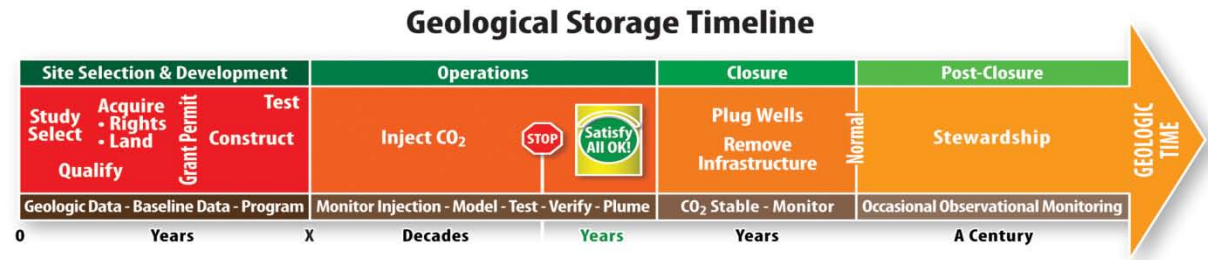 Geological Storage Timeline
Site Selection & Development
Operations
Closure
Post-Closure
Study
Select
Acquire
• Rights
• Land
Qualify
Grant Permit
Test
Construct
Inject CO₂
STOP
Satisfy
All OK!
Plug Wells
Remove
Infrastructure
Normal
Stewardship
GEOLOGIC
TIME
Geologic Data - Baseline Data - Program
Monitor Injection - Model - Test - Verify - Plume
CO₂ Stable - Monitor
Occasional Observational Monitoring
0
Years
X
Decades
Years
Years
A Century